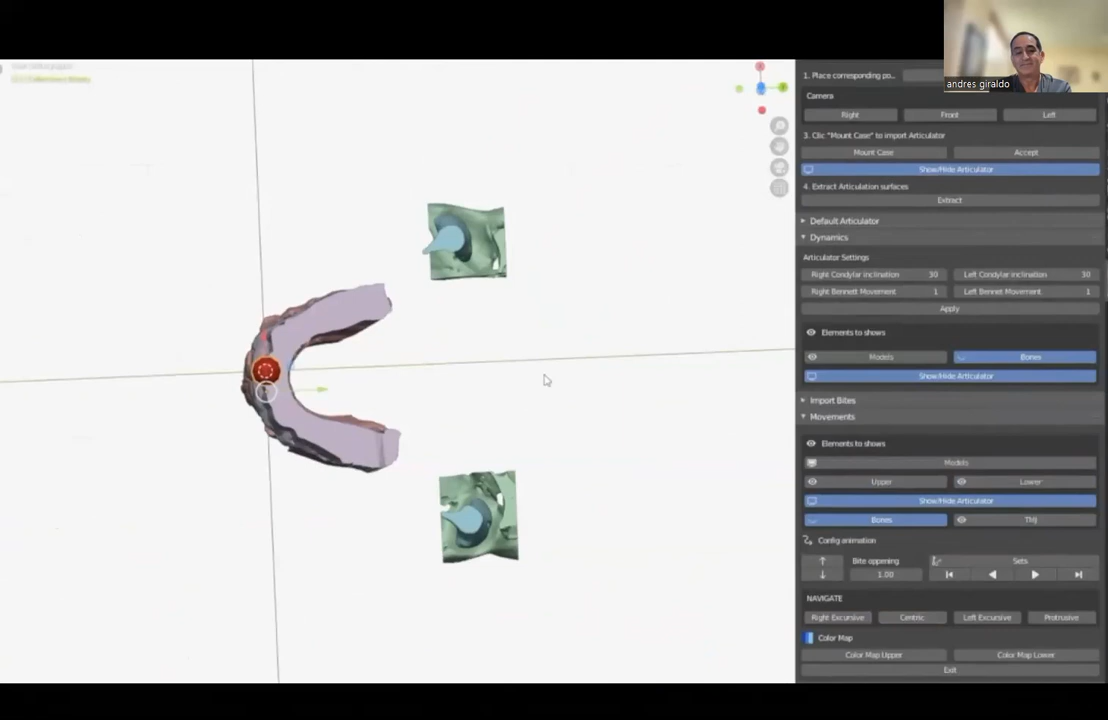 andres giraldo
1. Place corresponding po...
Camera
Right Front Left
3. Clic "Mount Case" to import Articulator
Mount Case Accept
Show/Hide Articulator
4. Extract Articulation surfaces
Extract
Default Articulator
Dynamics
Articulator Settings
Right Condylar inclination 30 Left Condylar inclination 30
Right Bennett Movement 1 Left Bennet Movement 1
Apply
Elements to shows
Models Bones
Show/Hide Articulator
Import Bites
Movements
Elements to shows
Models
Upper Lower
Show/Hide Articulator
Bones TMJ
Config animation
Bite appening Sets
1.00
NAVIGATE
Right Excursive Centric Left Excursive Protrusive
Color Map
Color Map Upper Color Map Lower
Exit